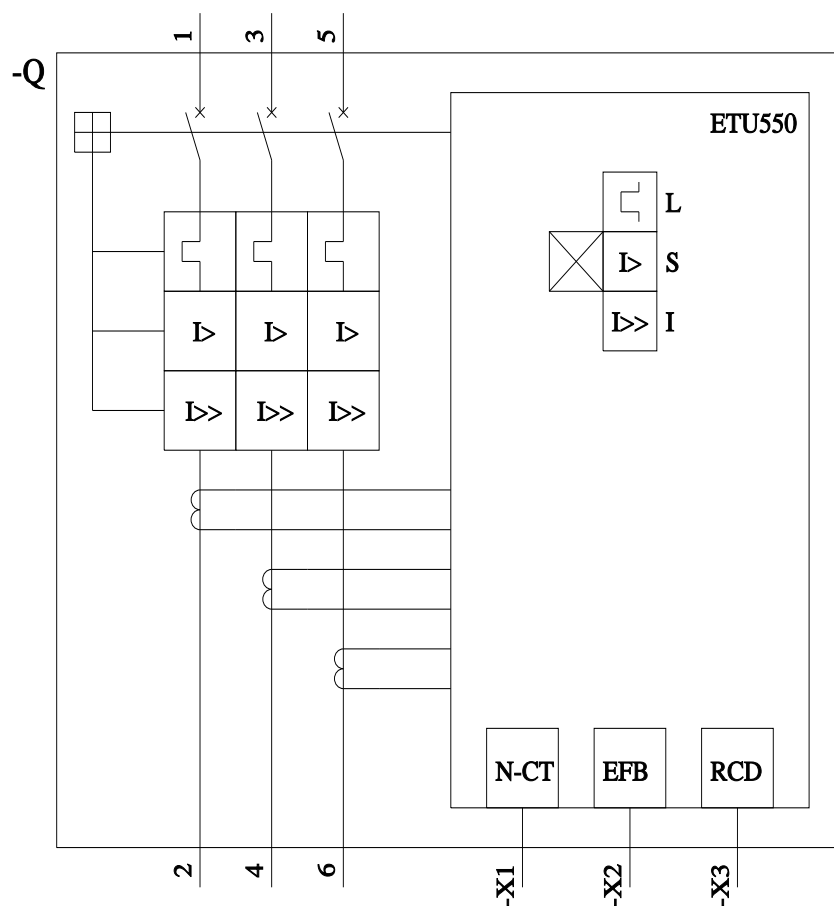 1 3 5
-Q
ETU550
L
I> S
I>> I
I> I> I>
I>> I>> I>>
N-CT EFB RCD
2 4 6 -X1 -X2 -X3